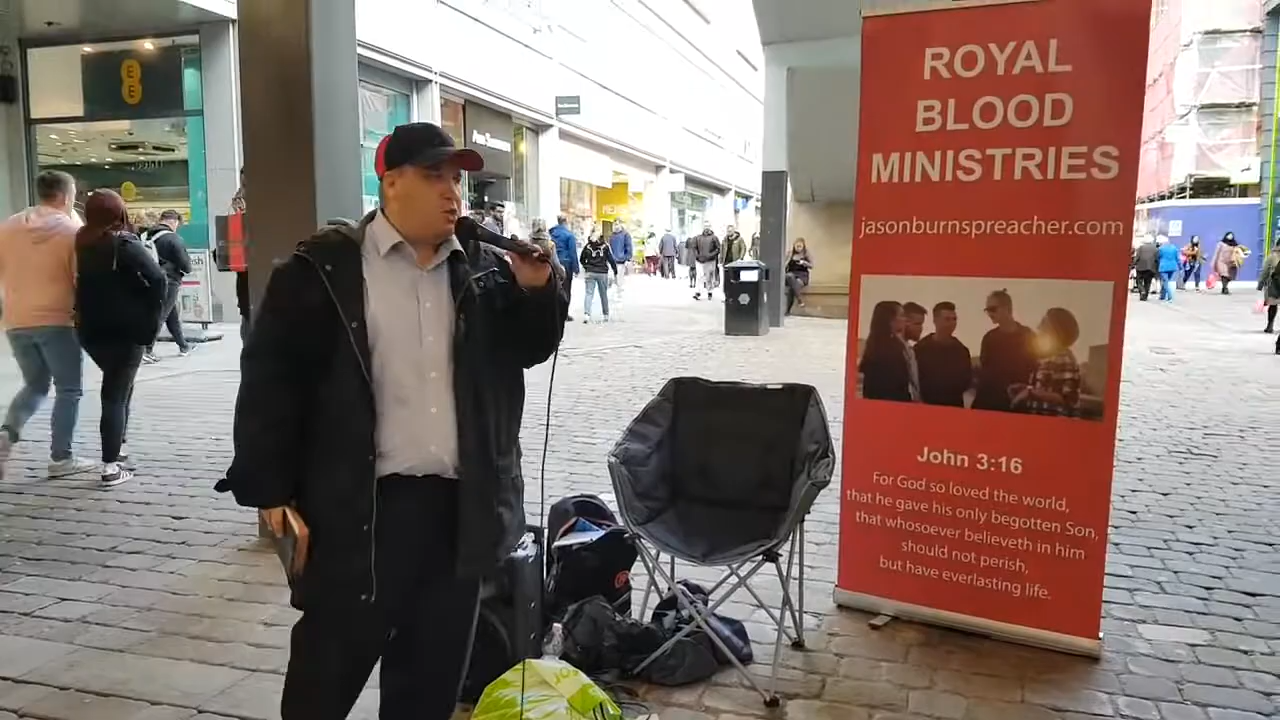 EE
ROYAL
BLOOD
MINISTRIES
jasonburnspreacher.com
John 3:16
For God so loved the world,
that he gave his only begotten Son,
that whosoever believeth in him
should not perish,
but have everlasting life.